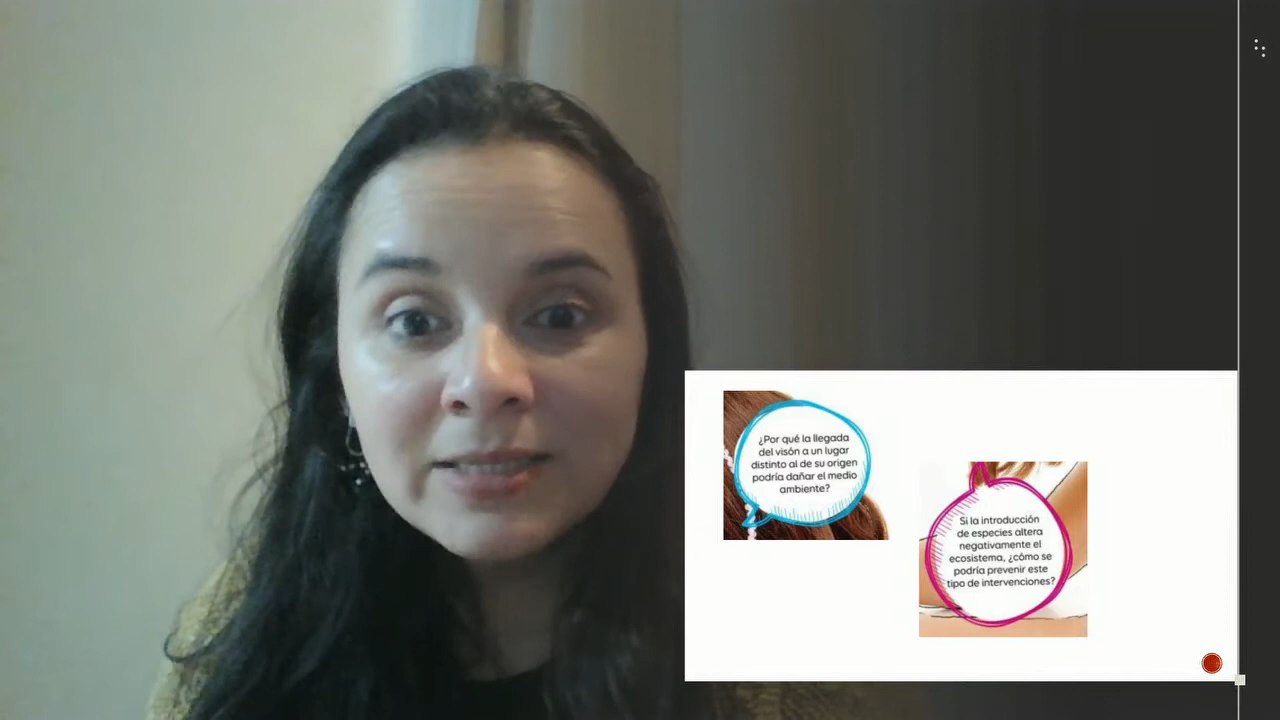 ¿Por qué la llegada
del visón a un lugar
distinto al de su origen
podría dañar el medio
ambiente?
Si la introducción
de especies altera
negativamente el
ecosistema, ¿cómo se
podría prevenir este
tipo de intervenciones?